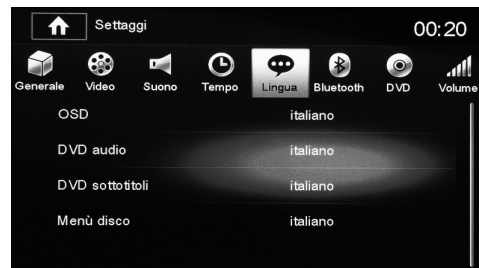 Settaggi 00:20
Generale Video Suono Tempo Lingua Bluetooth DVD Volume
OSD italiano
DVD audio italiano
DVD sottotitoli italiano
Menù disco italiano